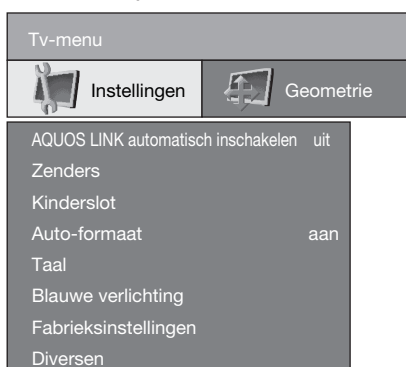 Tv-menu
Instellingen Geometrie
AQUOS LINK automatisch inschakelen uit
Zenders
Kinderslot
Auto-formaat aan
Taal
Blauwe verlichting
Fabrieksinstellingen
Diversen